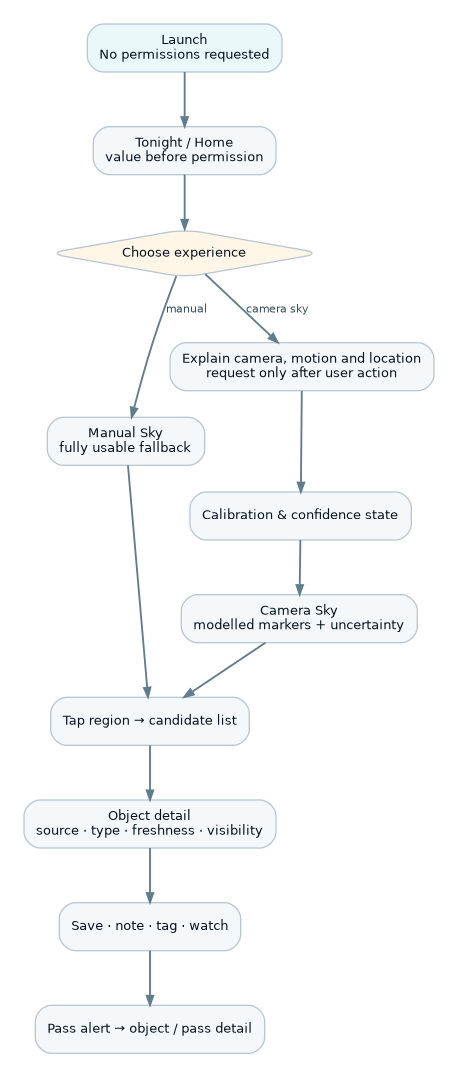 Launch
No permissions requested
Tonight / Home
value before permission
Choose experience
manual
camera sky
Explain camera, motion and location
request only after user action
Manual Sky
fully usable fallback
Calibration & confidence state
Camera Sky
modelled markers + uncertainty
Tap region → candidate list
Object detail
source · type · freshness · visibility
Save · note · tag · watch
Pass alert → object / pass detail